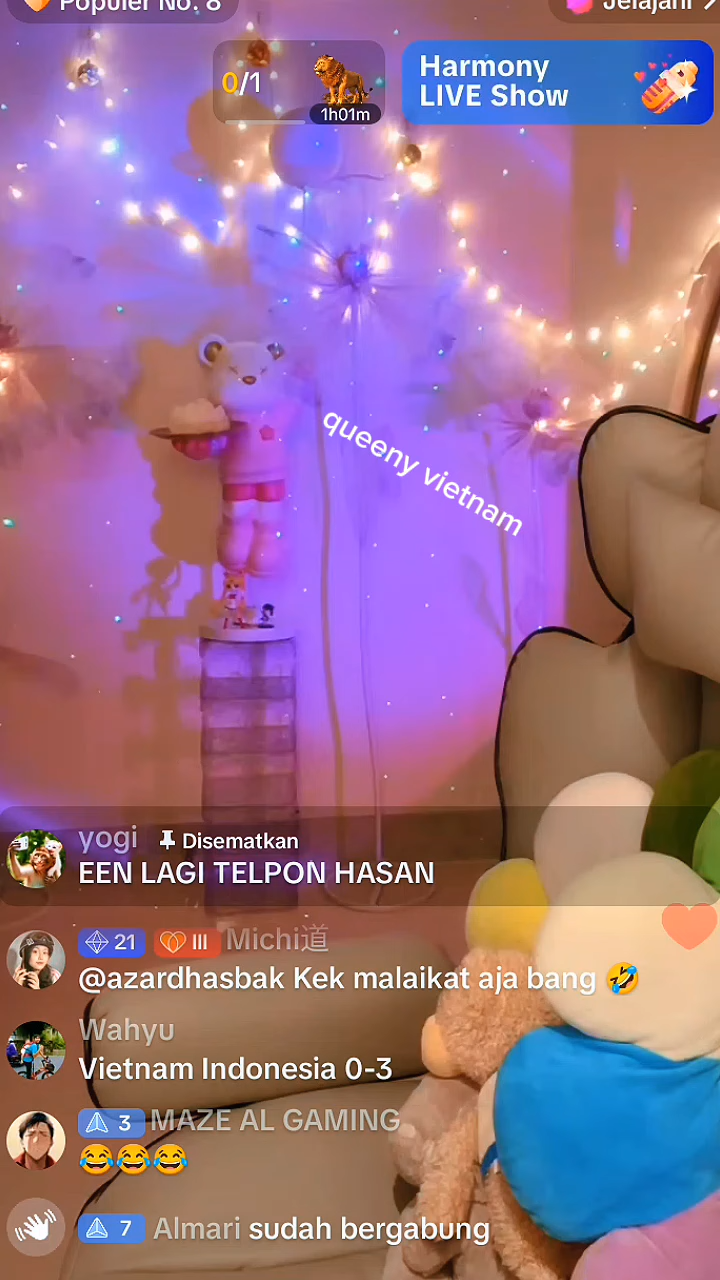 Populer No. 8
Jelajahi
0/1
1h01m
Harmony
LIVE Show
queeny vietnam
yogi Disematkan
EEN LAGI TELPON HASAN
21 III Michi道
@azardhasbak Kek malaikat aja bang 🤣
Wahyu
Vietnam Indonesia 0-3
3 MAZE AL GAMING
😂😂😂
7 Almari sudah bergabung